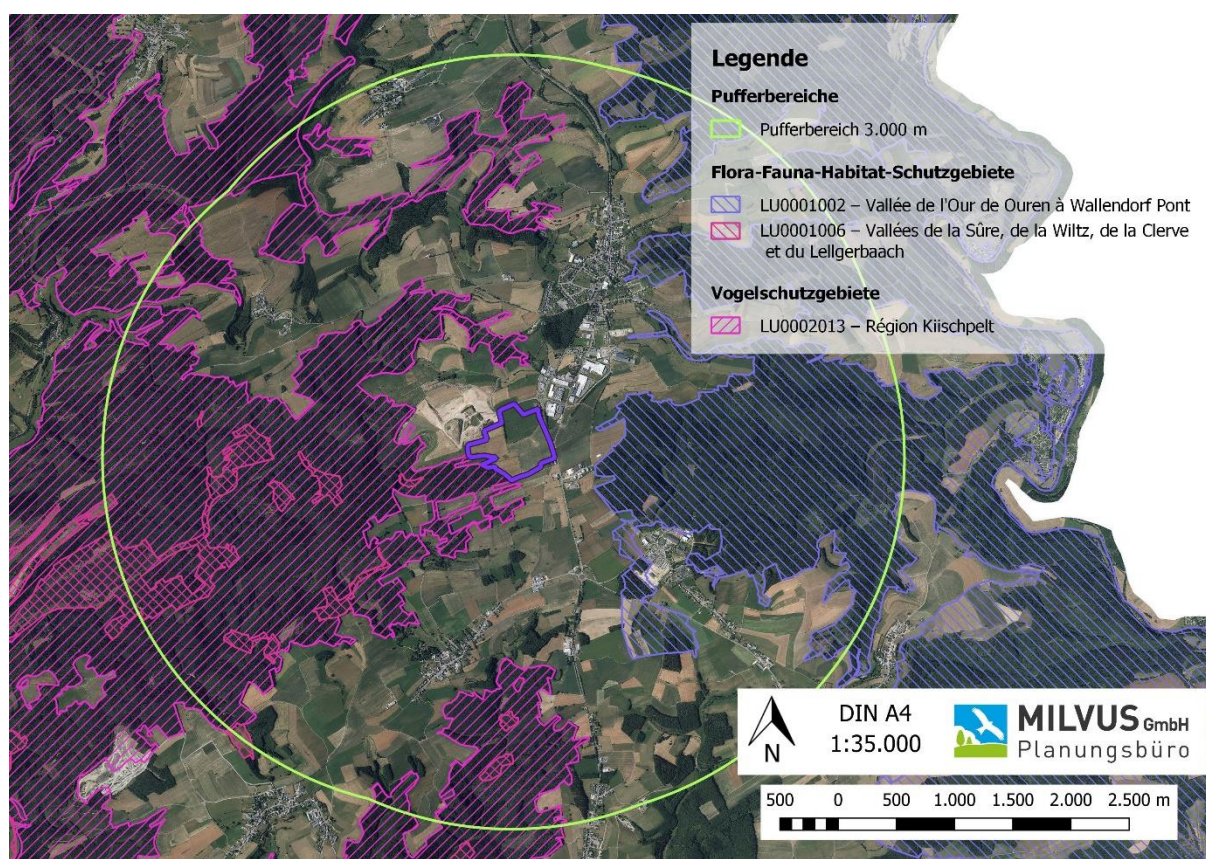 Legende
Pufferbereiche
Pufferbereich 3.000 m
Flora-Fauna-Habitat-Schutzgebiete
LU0001002 – Vallée de l'Our de Ouren à Wallendorf Pont
LU0001006 – Vallées de la Sûre, de la Wiltz, de la Clerve
et du Lellgerbaach
Vogelschutzgebiete
LU0002013 – Région Kiischpelt
N
DIN A4
1:35.000
MILVUS GmbH
Planungsbüro
500 0 500 1.000 1.500 2.000 2.500 m